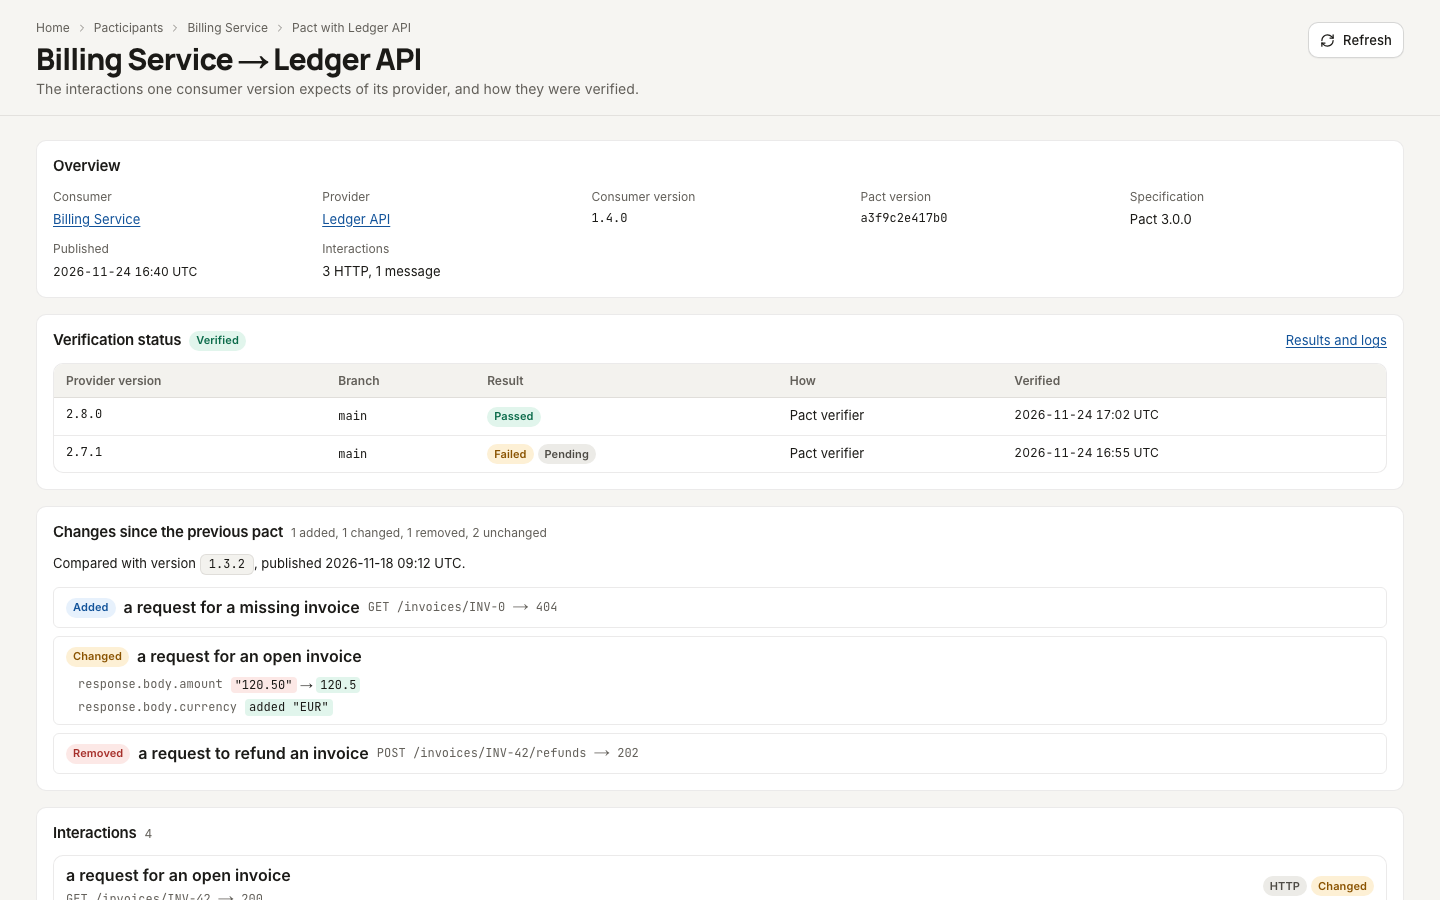 Home > Pacticipants > Billing Service > Pact with Ledger API
Billing Service → Ledger API
The interactions one consumer version expects of its provider, and how they were verified.
Refresh
Overview
Consumer Provider Consumer version Pact version Specification
Billing Service Ledger API 1.4.0 a3f9c2e417b0 Pact 3.0.0
Published Interactions
2026-11-24 16:40 UTC 3 HTTP, 1 message
Verification status Verified Results and logs
Provider version Branch Result How Verified
2.8.0 main Passed Pact verifier 2026-11-24 17:02 UTC
2.7.1 main Failed Pending Pact verifier 2026-11-24 16:55 UTC
Changes since the previous pact 1 added, 1 changed, 1 removed, 2 unchanged
Compared with version 1.3.2, published 2026-11-18 09:12 UTC.
Added a request for a missing invoice GET /invoices/INV-0 → 404
Changed a request for an open invoice
response.body.amount "120.50" → 120.5
response.body.currency added "EUR"
Removed a request to refund an invoice POST /invoices/INV-42/refunds → 202
Interactions 4
a request for an open invoice
HTTP Changed
GET /invoices/INV-42 → 200